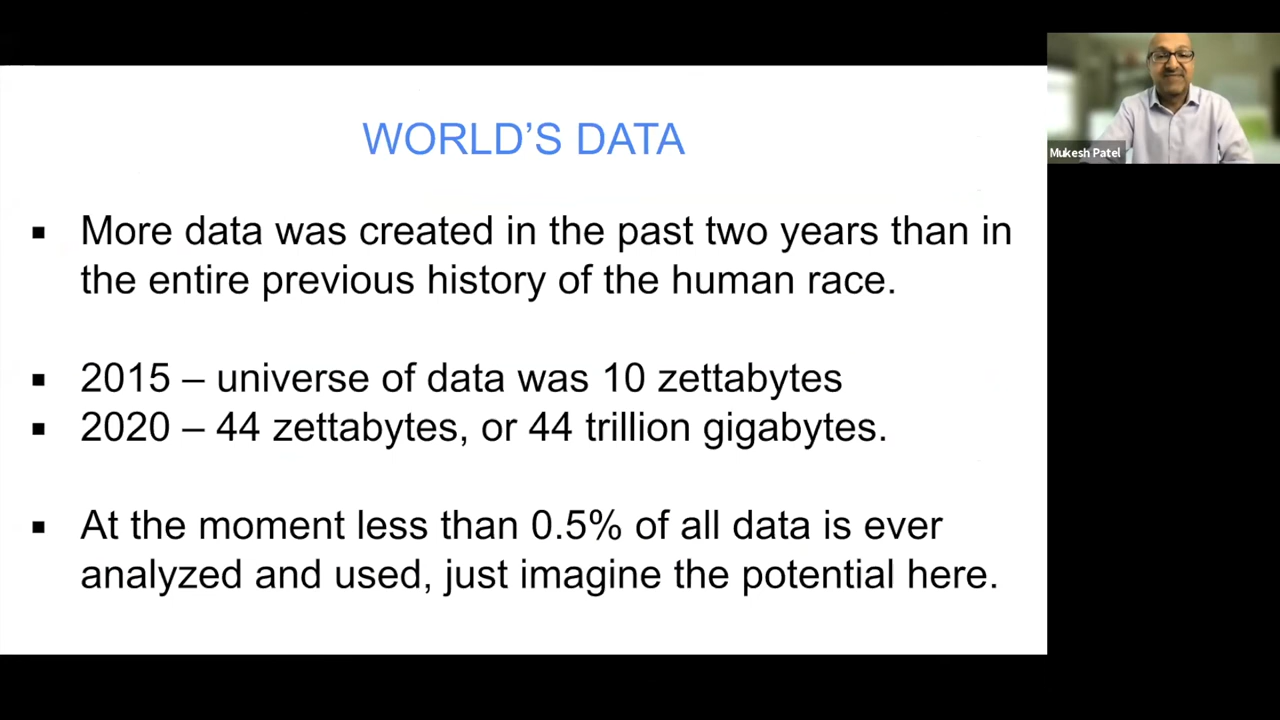 WORLD’S DATA
▪ More data was created in the past two years than in
the entire previous history of the human race.
▪ 2015 – universe of data was 10 zettabytes
▪ 2020 – 44 zettabytes, or 44 trillion gigabytes.
▪ At the moment less than 0.5% of all data is ever
analyzed and used, just imagine the potential here.
Mukesh Patel